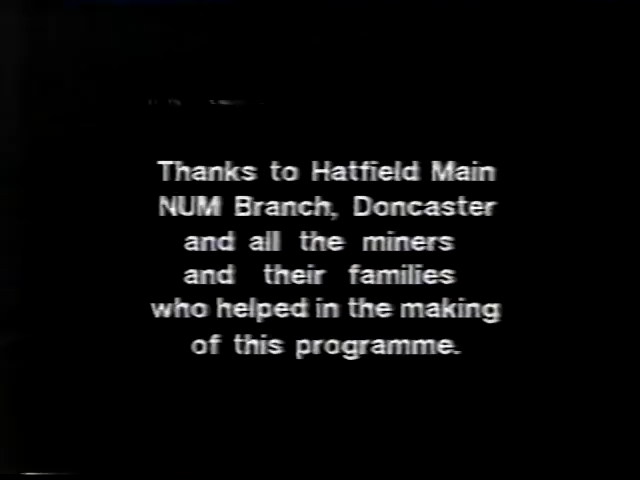 Thanks to Hatfield Main
NUM Branch, Doncaster
and all the miners
and their families
who helped in the making
of this programme.